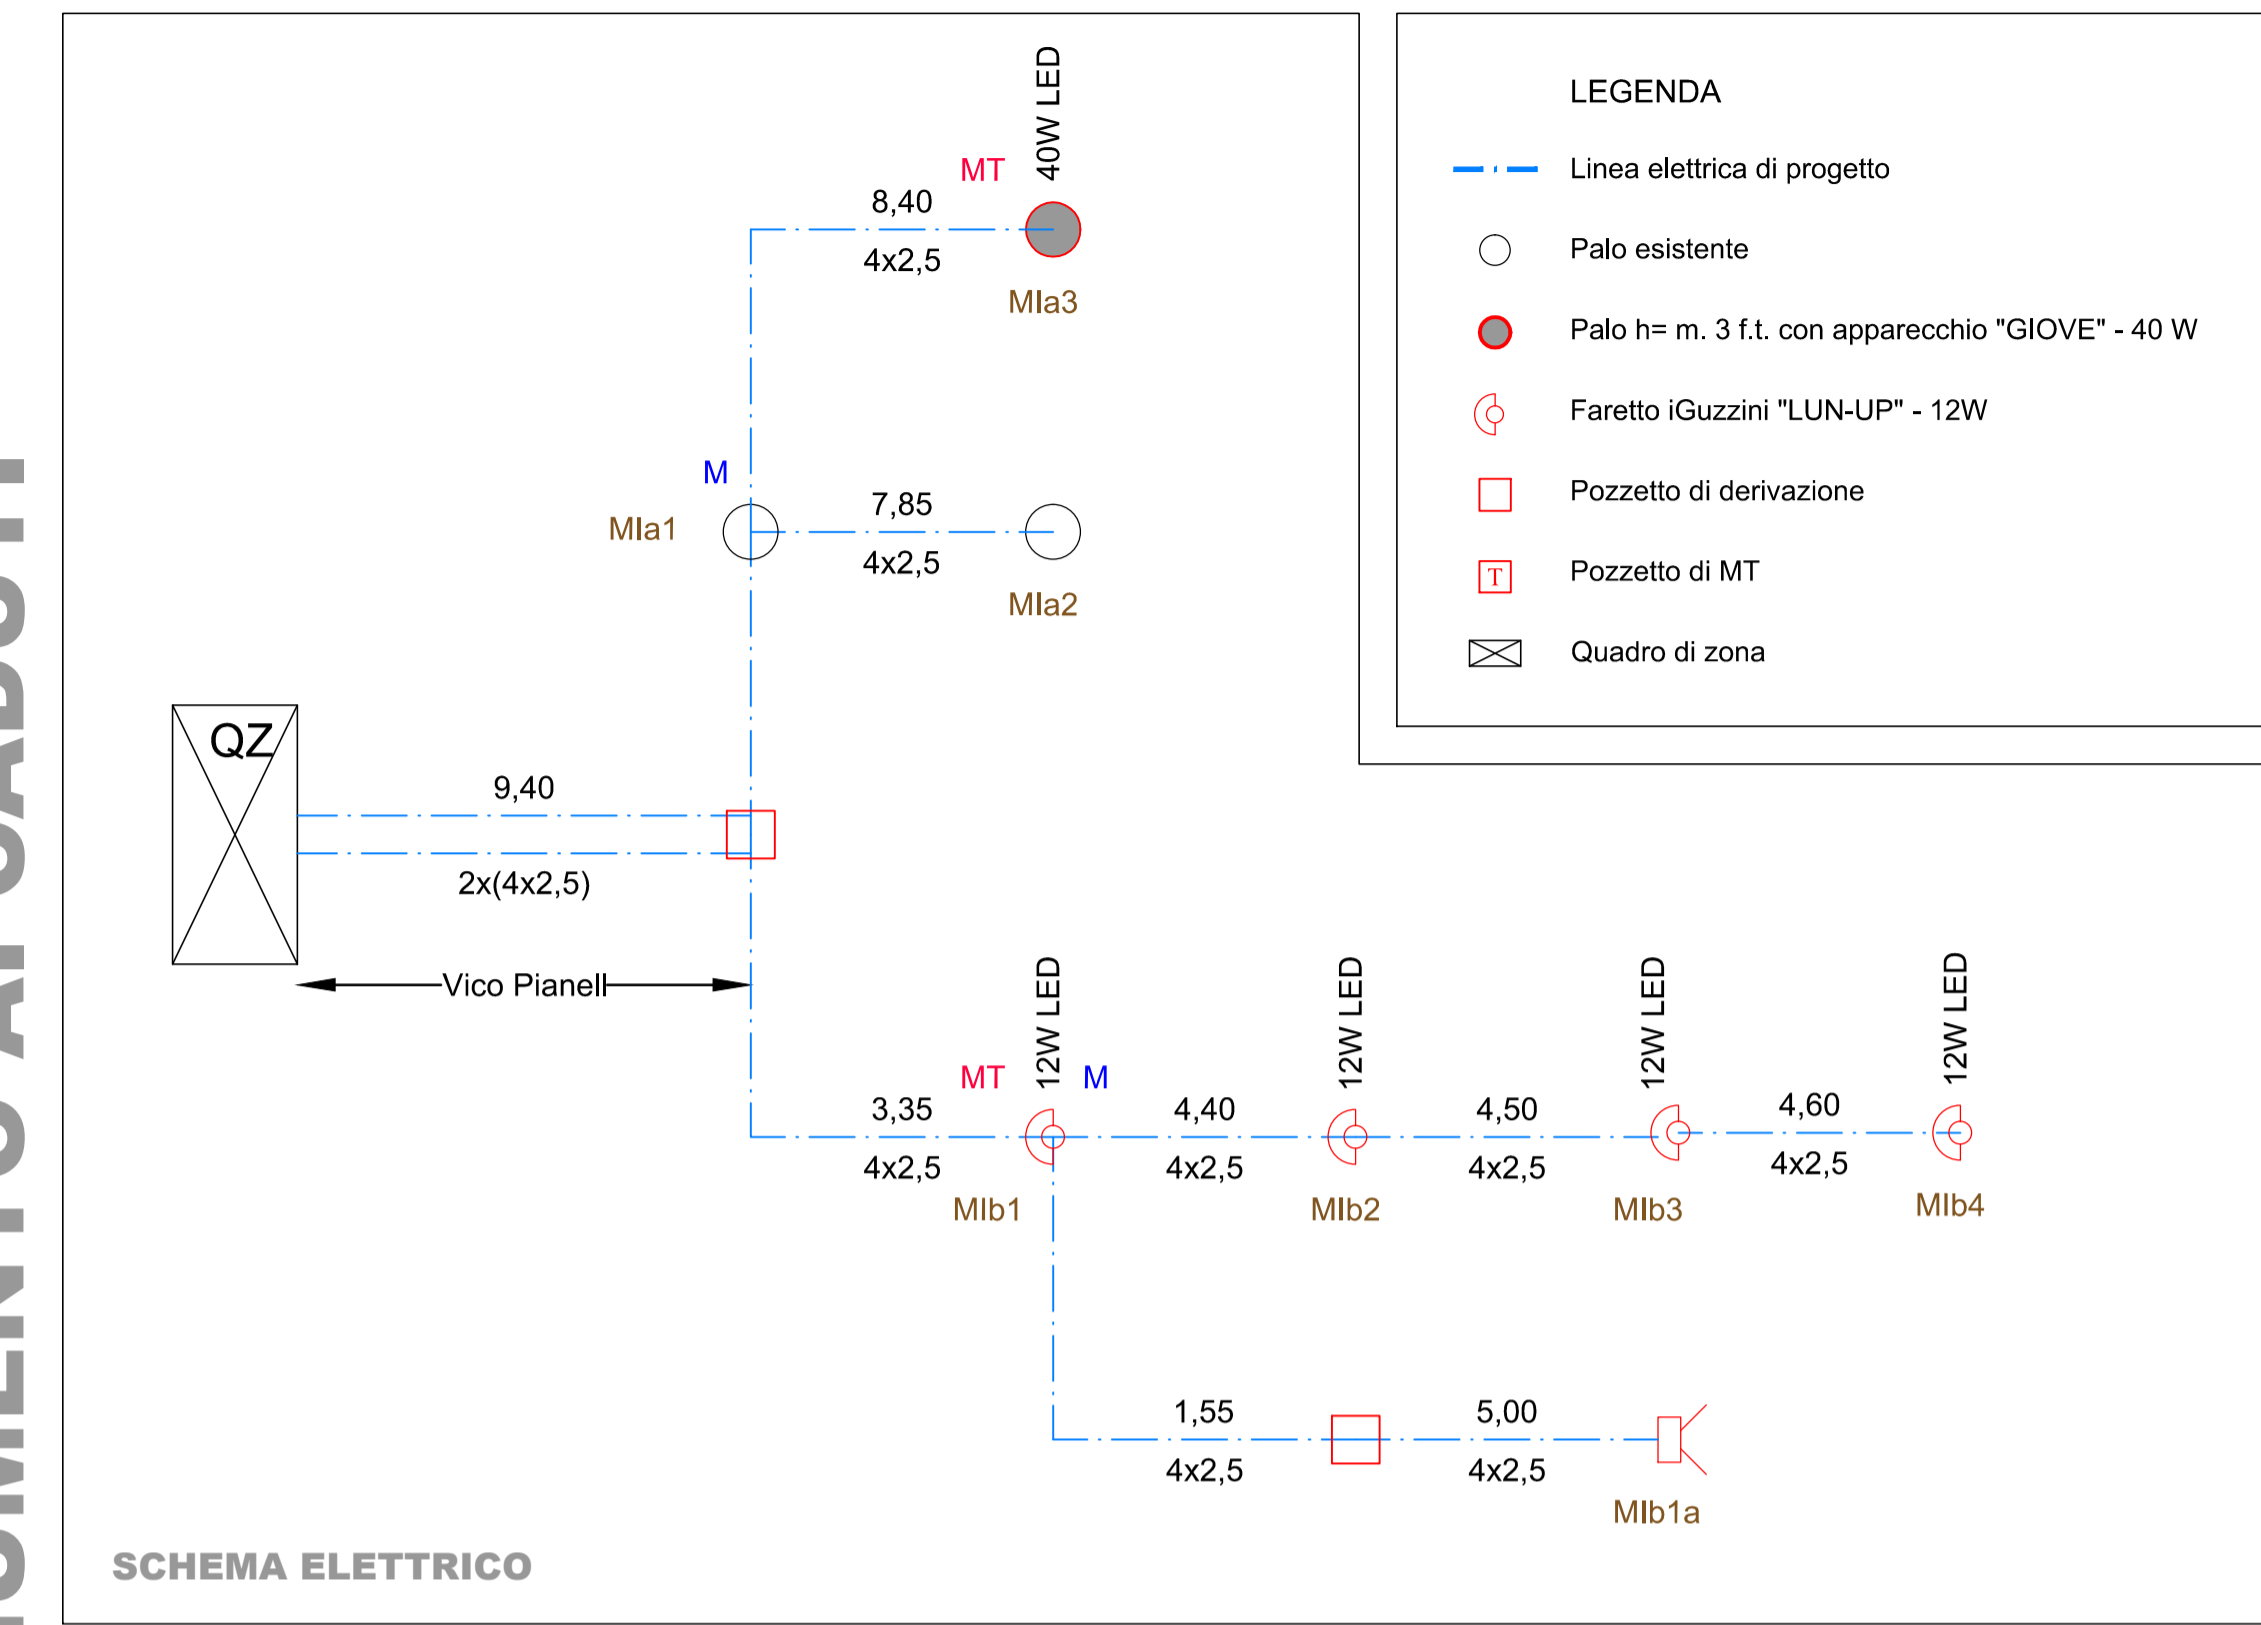 40W LED
MT
8,40
4x2,5
MIa3
M
MIa1
7,85
4x2,5
MIa2
QZ
9,40
2x(4x2,5)
Vico Pianell
12W LED
12W LED
12W LED
12W LED
MT
M
3,35
4,40
4,50
4,60
4x2,5
4x2,5
4x2,5
4x2,5
MIb1
MIb2
MIb3
MIb4
1,55
5,00
4x2,5
4x2,5
MIb1a
SCHEMA ELETTRICO
LEGENDA
Linea elettrica di progetto
Palo esistente
Palo h= m. 3 f.t. con apparecchio "GIOVE" - 40 W
Faretto iGuzzini "LUN-UP" - 12W
Pozzetto di derivazione
T
Pozzetto di MT
Quadro di zona